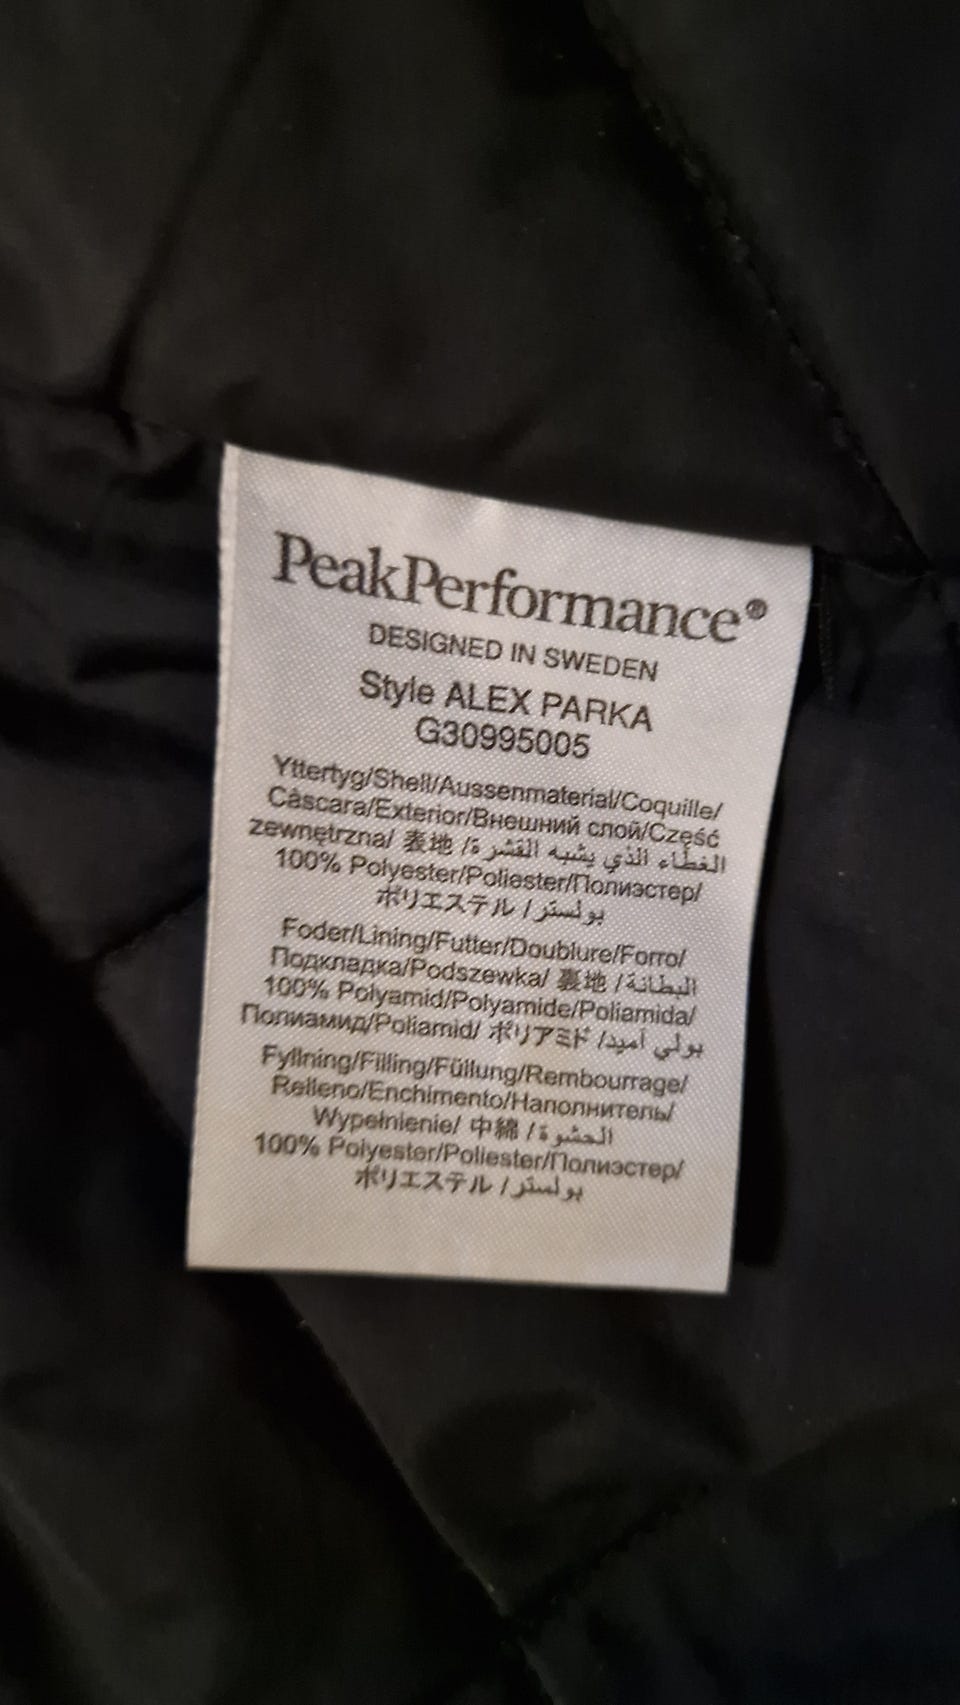 PeakPerformance®
DESIGNED IN SWEDEN
Style ALEX PARKA
G30995005
Yttertyg/Shell/Aussenmaterial/Coquille/
Càscara/Exterior/Внешний слой/Część
zewnętrzna/ 表地 /الغطاء الذي يشبه القشرة
100% Polyester/Poliester/Полиэстер/
ポリエステル /بولستر
Foder/Lining/Futter/Doublure/Forro/
Подкладка/Podszewka/ 裏地 /البطانة
100% Polyamid/Polyamide/Poliamida/
Полиамид/Poliamid/ ポリアミド /بولي أميد
Fyllning/Filling/Füllung/Rembourrage/
Relleno/Enchimento/Наполнитель/
Wypełnienie/ 中綿 /الحشوة
100% Polyester/Poliester/Полиэстер/
ポリエステル /بولستر